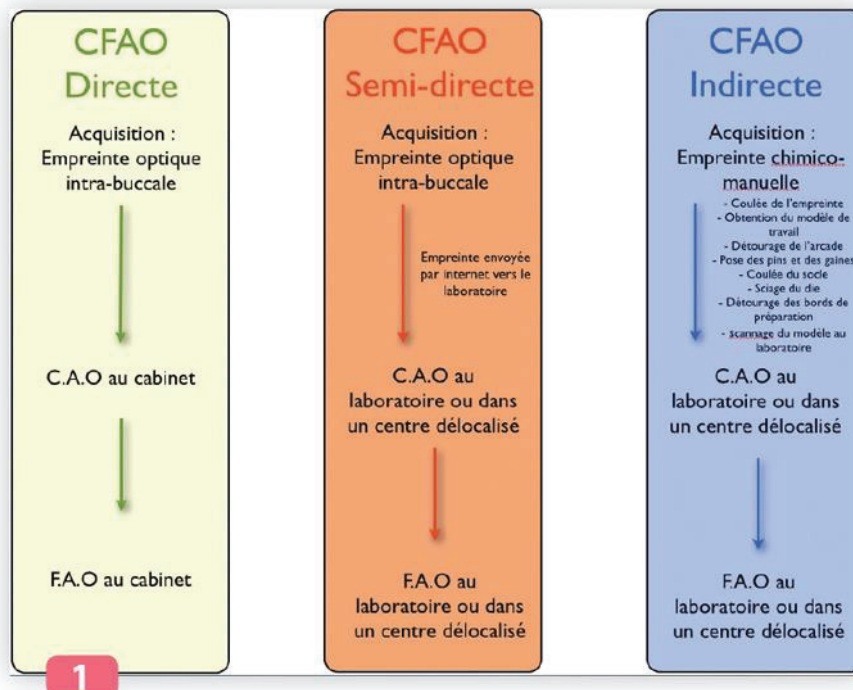 CFAO
Directe
Acquisition :
Empreinte optique
intra-buccale
C.A.O au cabinet
F.A.O au cabinet
CFAO
Semi-directe
Acquisition :
Empreinte optique
intra-buccale
Empreinte envoyée
par internet vers le
laboratoire
C.A.O au
laboratoire ou dans
un centre délocalisé
F.A.O au
laboratoire ou dans
un centre délocalisé
CFAO
Indirecte
Acquisition :
Empreinte chimico-
manuelle
- Coulée de l'empreinte
- Obtention du modèle de
travail
- Détourage de l'arcade
- Pose des pins et des gaines
- Coulée du socle
- Sciage du die
- Détourage des bords de
préparation
- scannage du modèle au
laboratoire
C.A.O au
laboratoire ou dans
un centre délocalisé
F.A.O au
laboratoire ou dans
un centre délocalisé
1